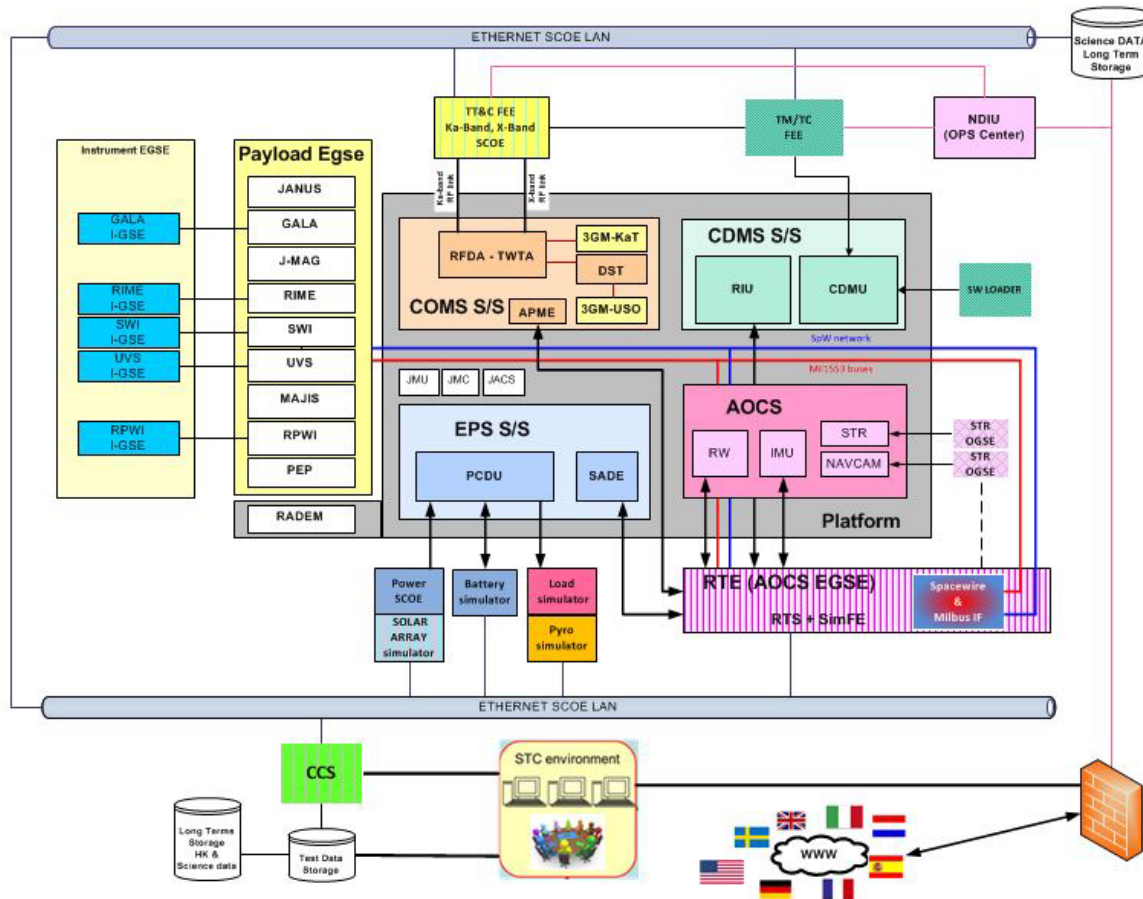 ETHERNET SCOE LAN
Science DATA
Long Term
Storage
TT&C FEE
Ka-Band, X-Band
SCOE
TM/TC
FEE
NDIU
(OPS Center)
Instrument EGSE
GALA
I-GSE
RIME
I-GSE
SWI
I-GSE
UVS
I-GSE
RPWI
I-GSE
Payload Egse
JANUS
GALA
J-MAG
RIME
SWI
UVS
MAJIS
RPWI
PEP
RADEM
Ka-band
RF link
X-band
RF link
RFDA - TWTA
3GM-KaT
DST
3GM-USO
COMS S/S
APME
CDMS S/S
RIU
CDMU
SW LOADER
SpW network
Mil1553 buses
JMU
JMC
JACS
EPS S/S
PCDU
SADE
AOCS
RW
IMU
STR
NAVCAM
STR
OGSE
STR
OGSE
Platform
Power
SCOE
SOLAR
ARRAY
simulator
Battery
simulator
Load
simulator
Pyro
simulator
RTE (AOCS EGSE)
RTS + SimFE
Spacewire
&
Milbus IF
ETHERNET SCOE LAN
CCS
STC environment
Long Terms
Storage
HK &
Science data
Test Data
Storage
WWW